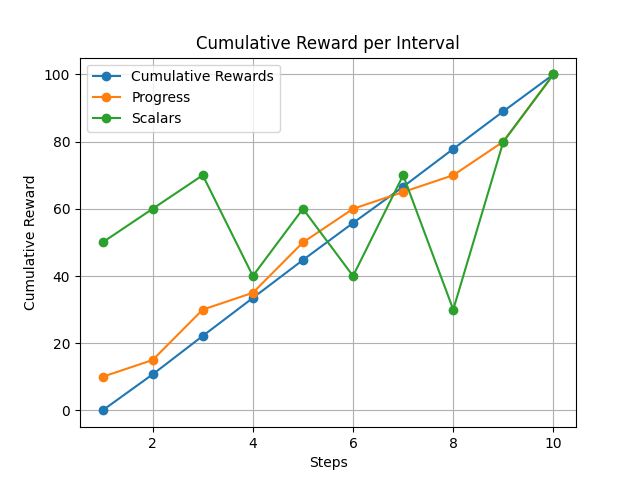 Cumulative Reward per Interval
Cumulative Rewards
Progress
Scalars
100
80
60
40
20
0
Cumulative Reward
2 4 6 8 10
Steps